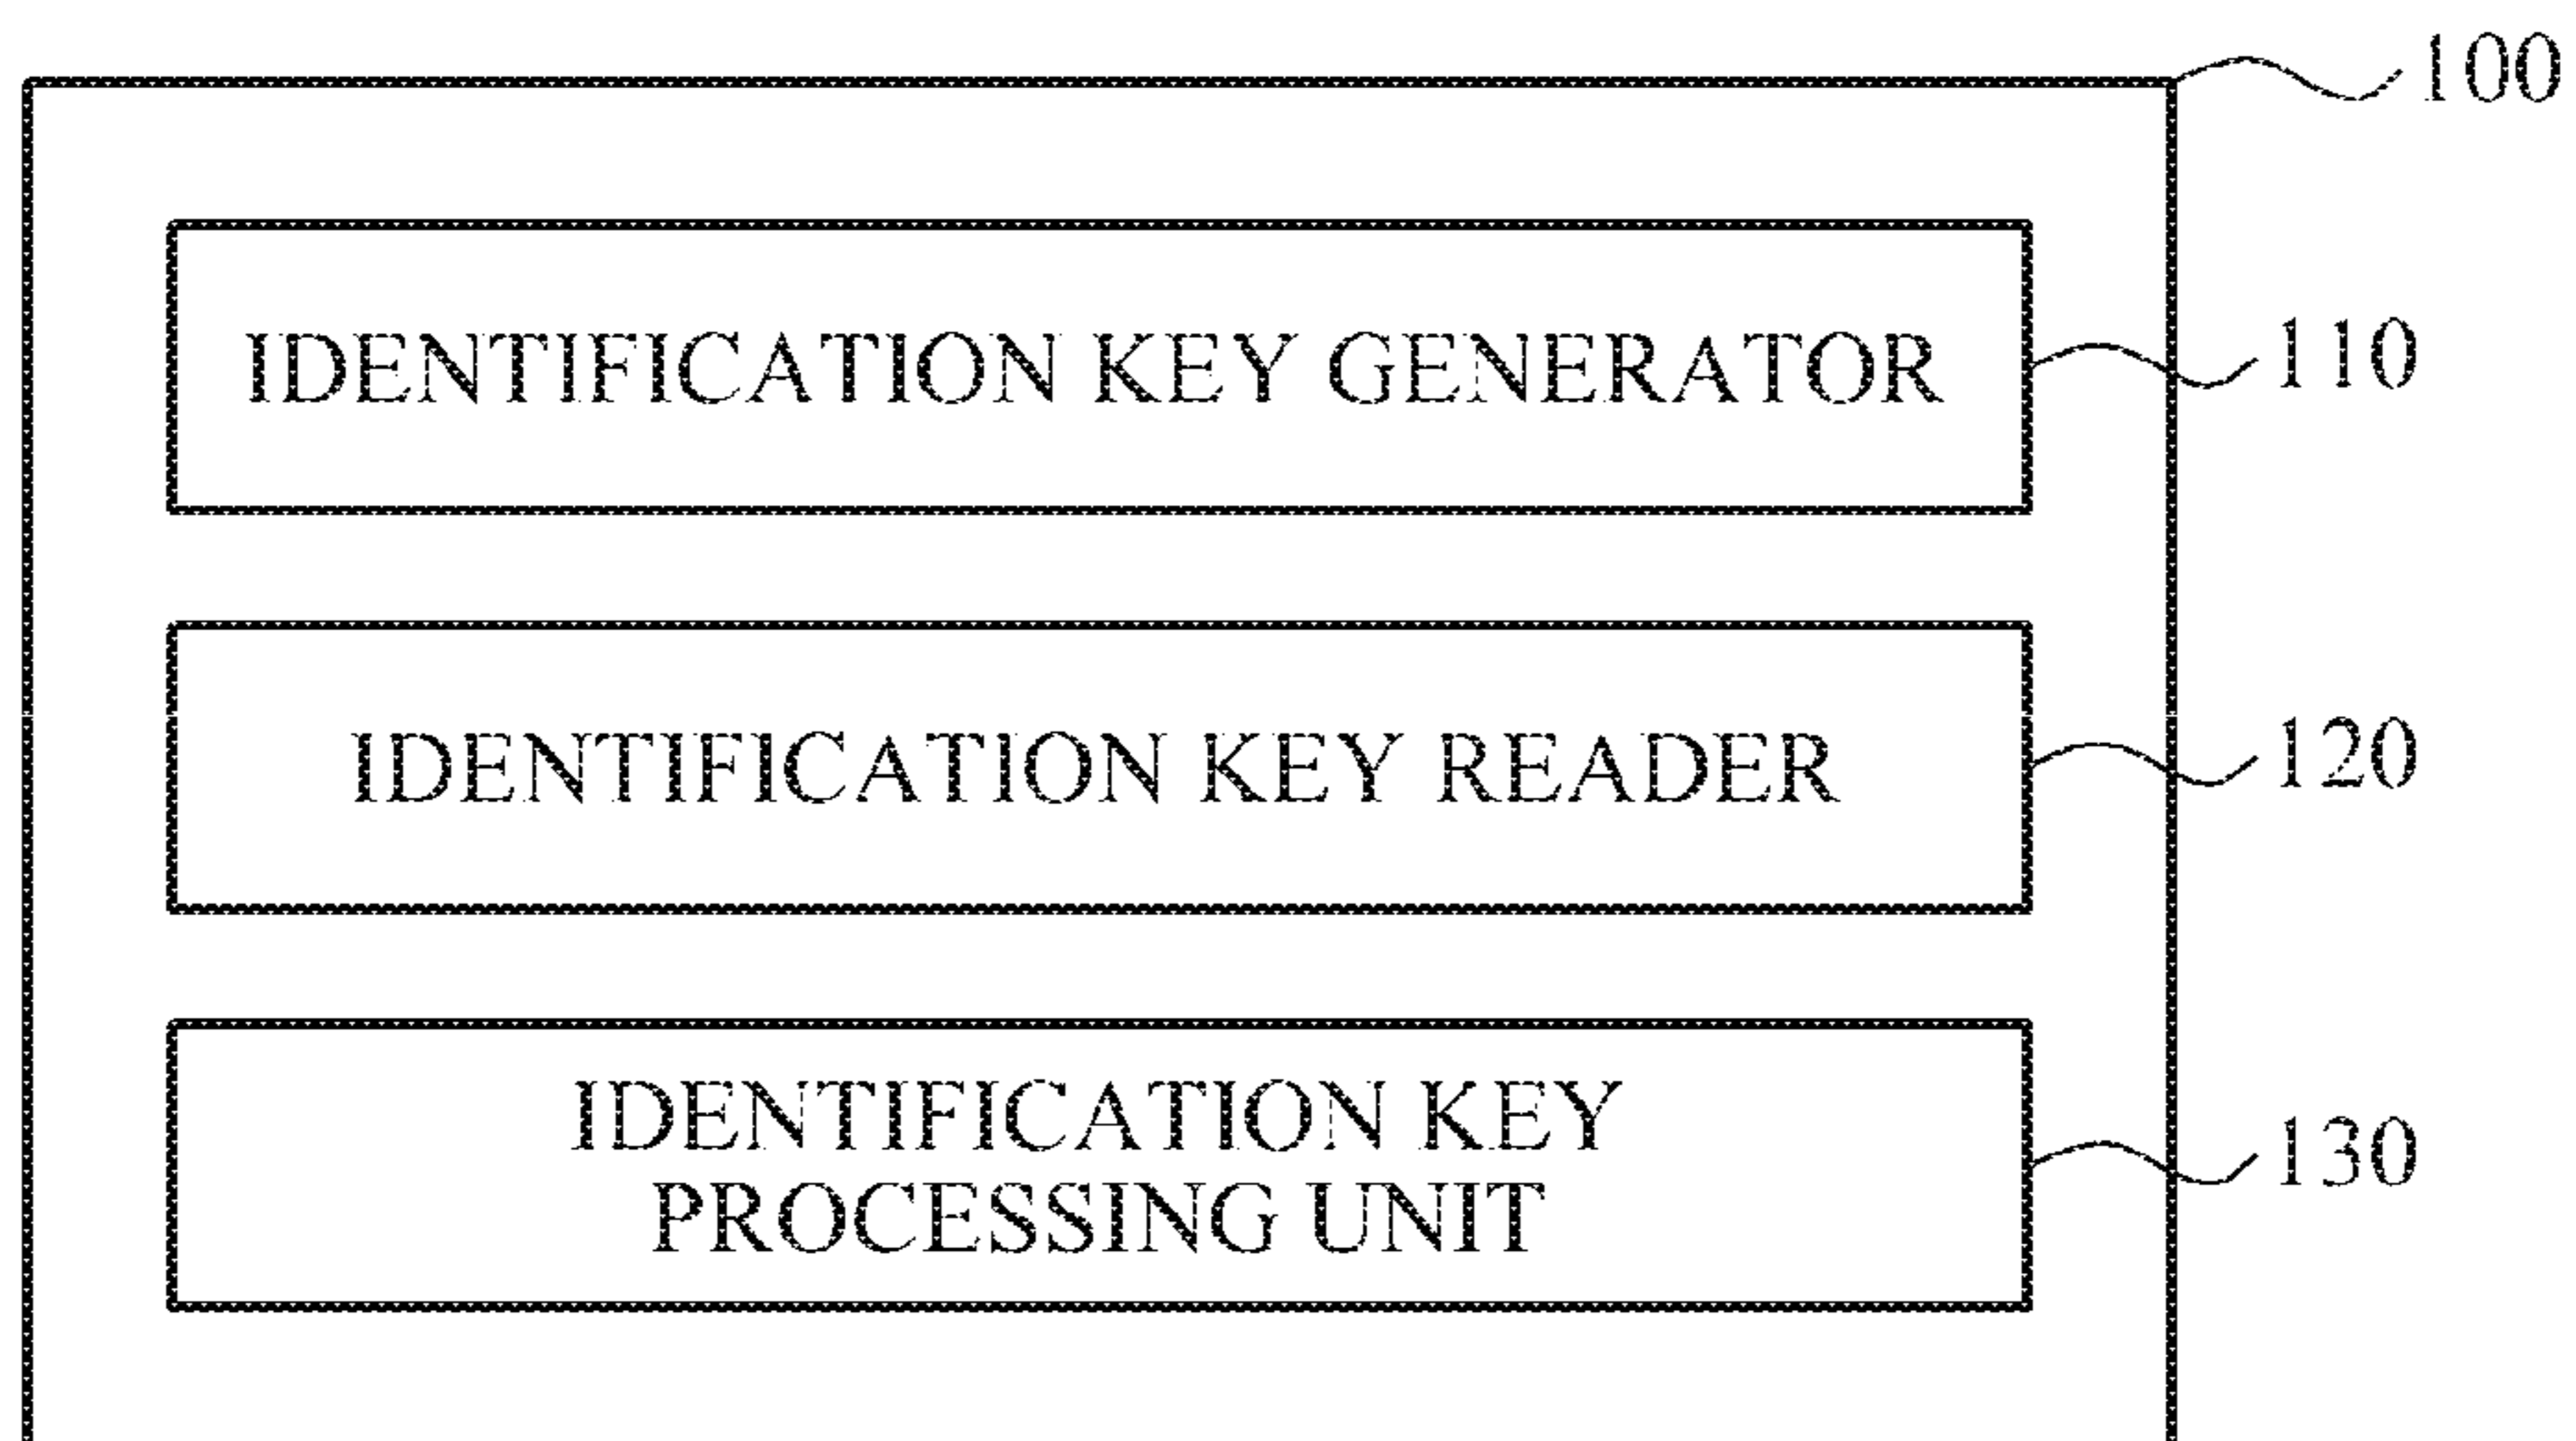 100
IDENTIFICATION KEY GENERATOR
110
IDENTIFICATION KEY READER
120
IDENTIFICATION KEY
PROCESSING UNIT
130